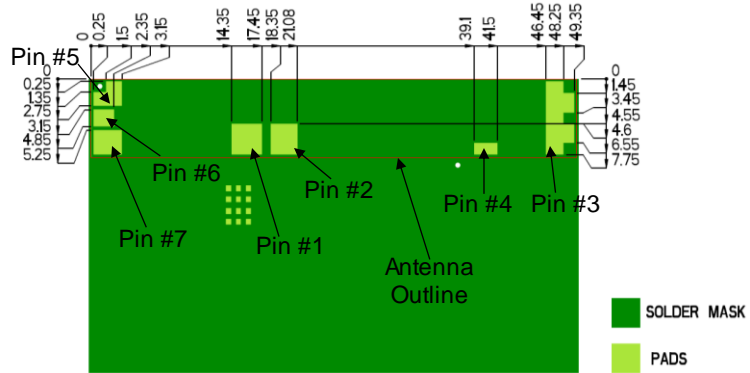 0
0.25
1.5
2.35
3.15
14.35
17.45
18.35
21.08
39.1
41.5
46.45
48.25
49.35
Pin #5
0
0.25
1.35
2.75
3.15
4.85
5.25
0
1.45
3.45
4.55
4.6
6.55
7.75
Pin #6
Pin #2
Pin #4
Pin #3
Pin #7
Pin #1
Antenna
Outline
SOLDER MASK
PADS